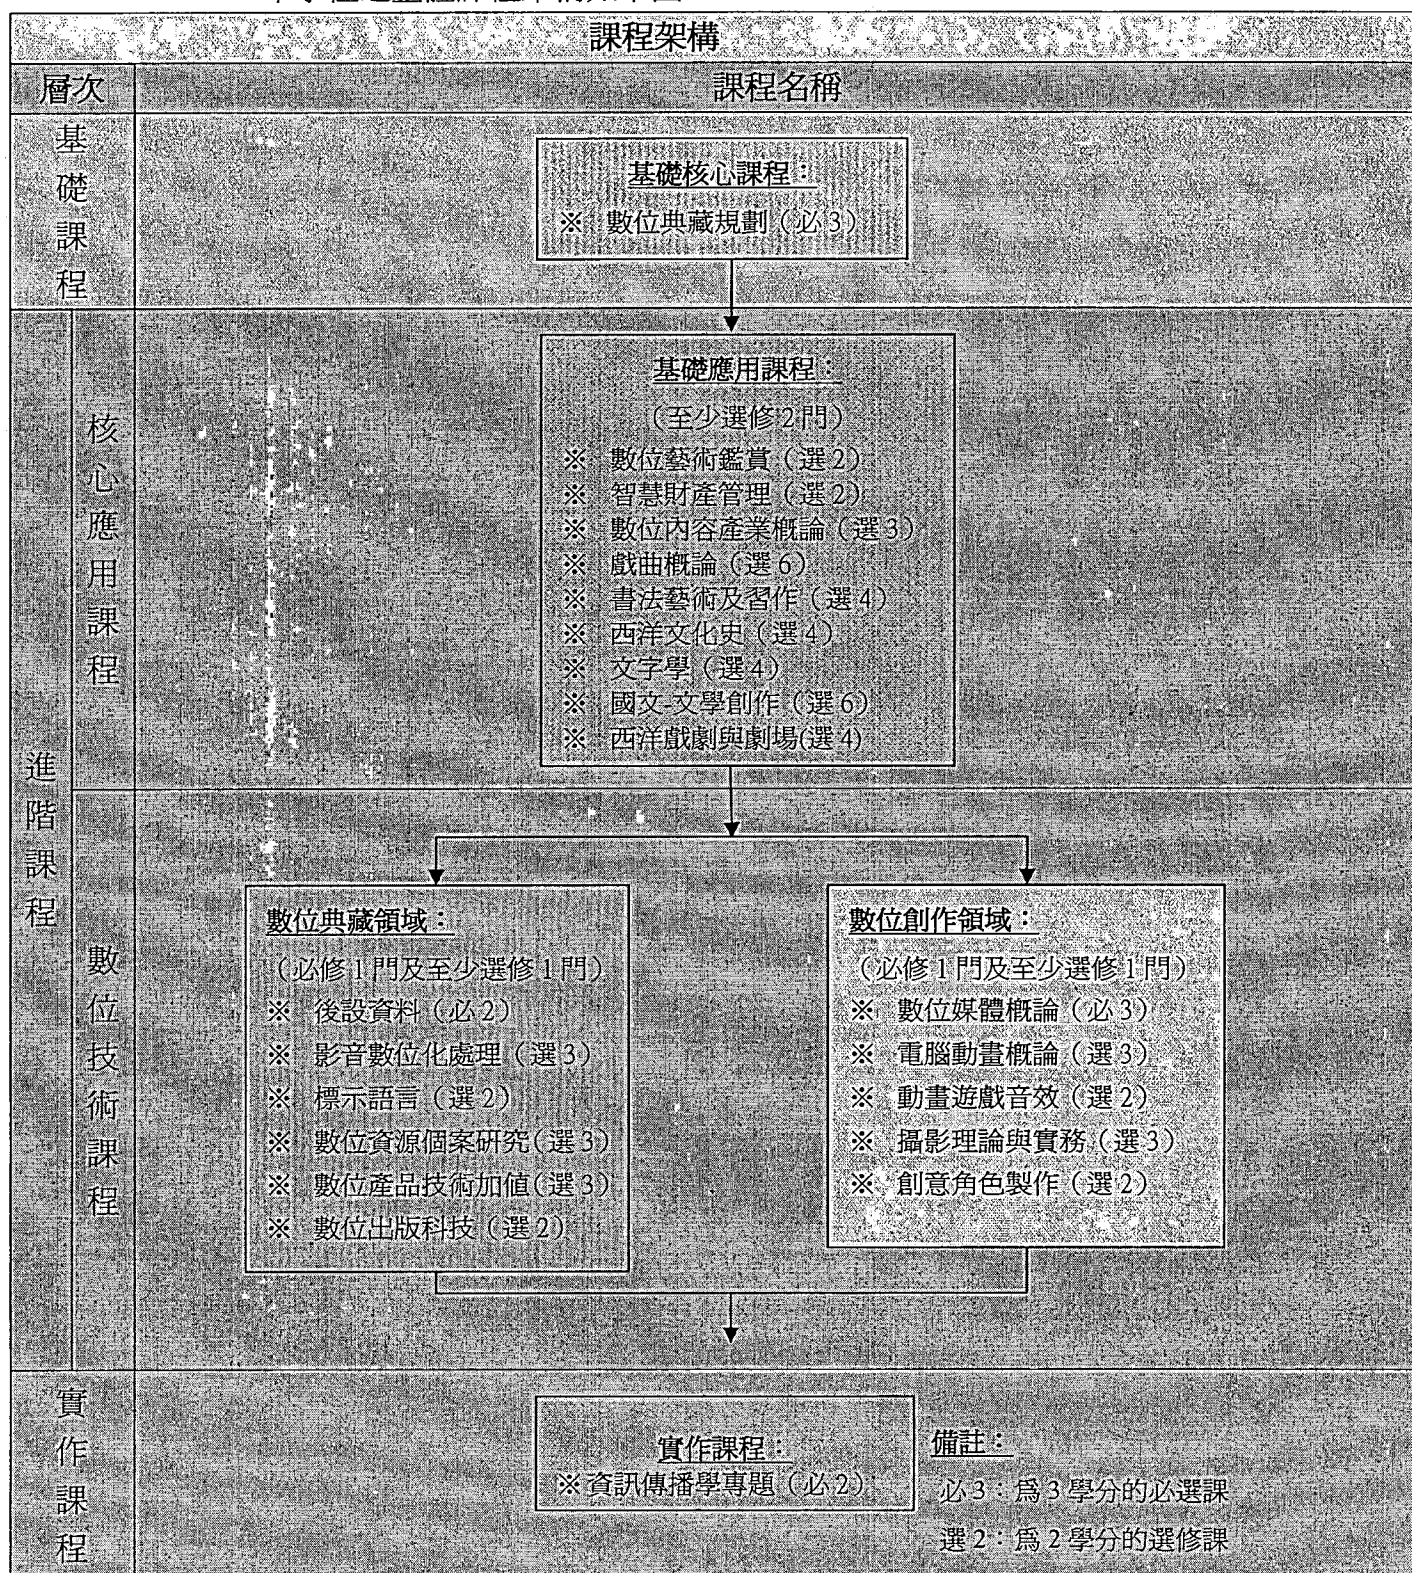 課程架構
層次
課程名稱
基礎課程
基礎核心課程：
※ 數位典藏規劃（必3）
進階課程
核心應用課程
基礎應用課程：
（至少選修2門）
※ 數位藝術鑑賞（選2）
※ 智慧財產管理（選2）
※ 數位內容產業概論（選3）
※ 戲曲概論（選6）
※ 書法藝術及習作（選4）
※ 西洋文化史（選4）
※ 文字學（選4）
※ 國文-文學創作（選6）
※ 西洋戲劇與劇場(選4)
數位技術課程
數位典藏領域：
（必修1門及至少選修1門）
※ 後設資料（必2）
※ 影音數位化處理（選3）
※ 標示語言（選2）
※ 數位資源個案研究（選3）
※ 數位產品技術加值（選3）
※ 數位出版科技（選2）
數位創作領域：
（必修1門及至少選修1門）
※ 數位媒體概論（必3）
※ 電腦動畫概論（選3）
※ 動畫遊戲音效（選2）
※ 攝影理論與實務（選3）
※ 創意角色製作（選2）
實作課程
實作課程：
※資訊傳播學專題（必2）
備註：
必3：為3學分的必選課
選2：為2學分的選修課